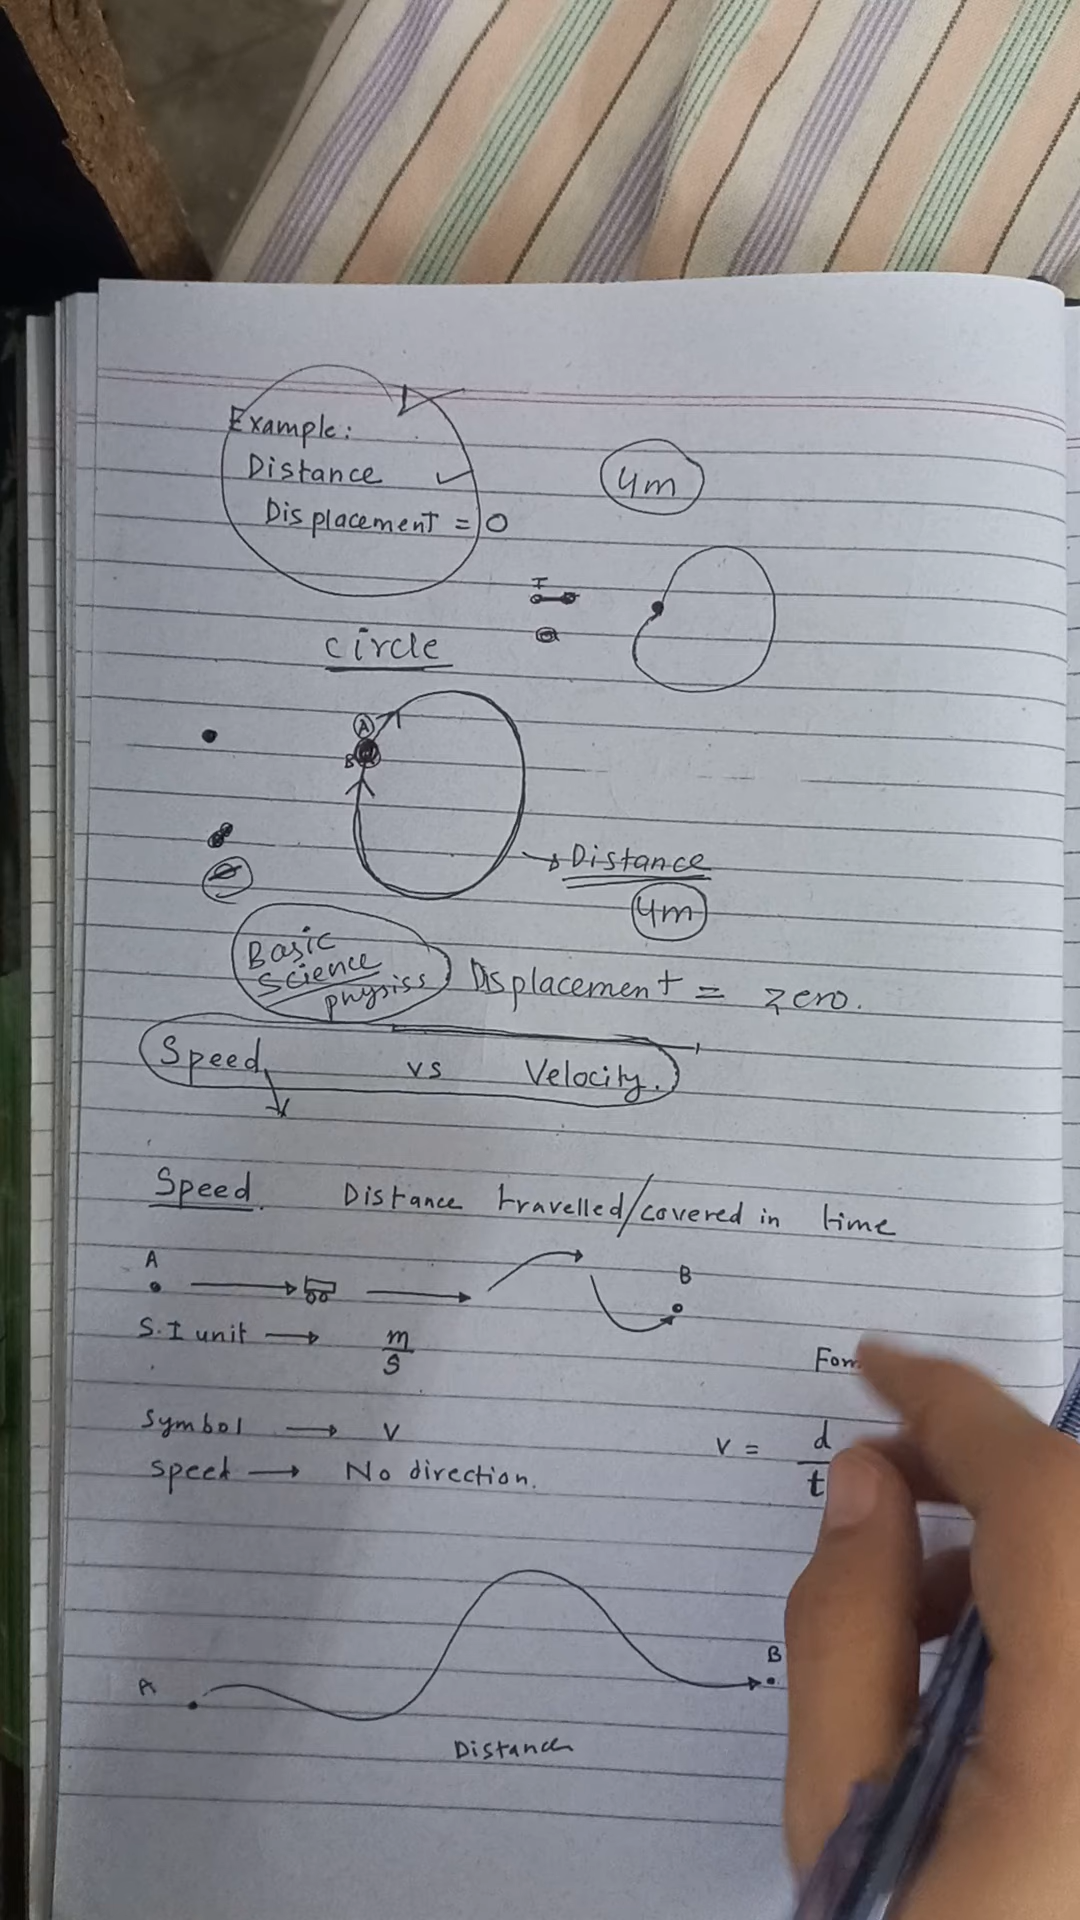 Example:
Distance
Displacement = 0
4m
I
circle
A
B
Distance
4m
Basic
Science
physiss
Displacement = zero.
Speed vs Velocity.
Speed. Distance travelled/covered in time
A
B
S.I unit → m/s
Symbol → v
v = d/t
speed → No direction.
A
B
Distance